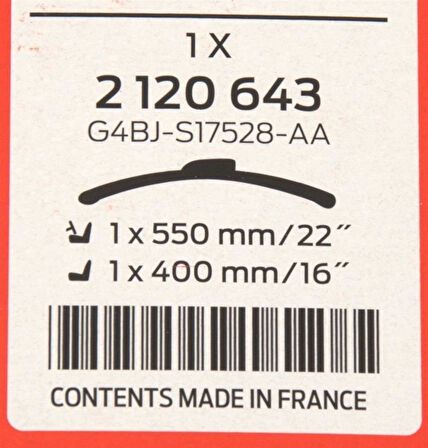 1 X
2 120 643
G4BJ-S17528-AA
1 x 550 mm/22″
1 x 400 mm/16″
CONTENTS MADE IN FRANCE